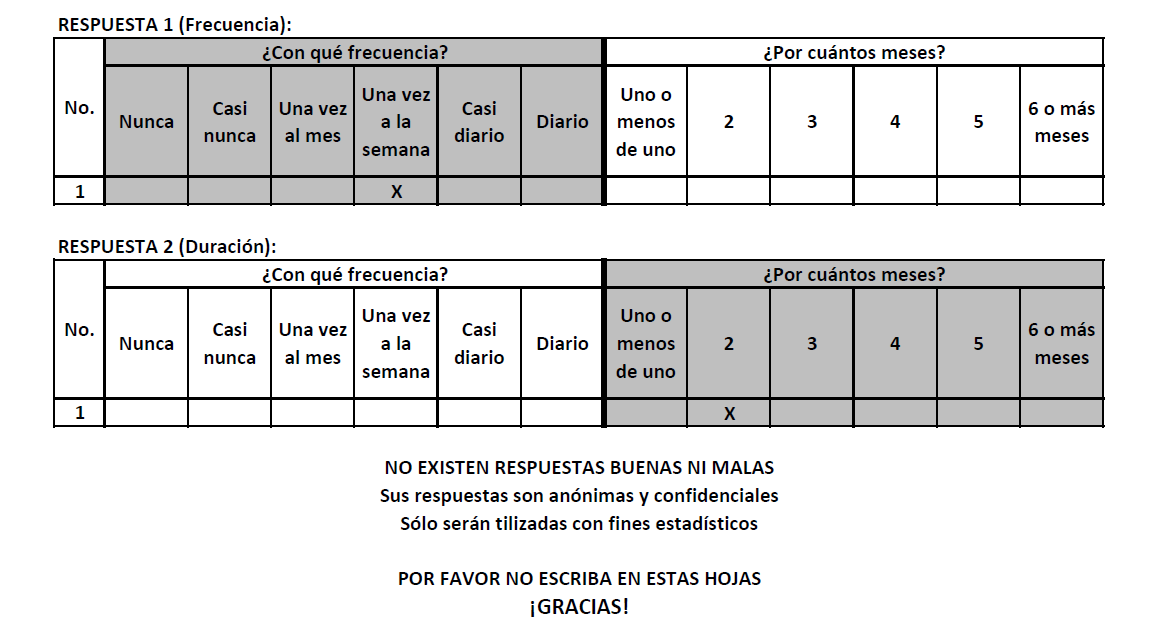 RESPUESTA 1 (Frecuencia):
No. ¿Con qué frecuencia? ¿Por cuántos meses?
Nunca Casi nunca Una vez al mes Una vez a la semana Casi diario Diario Uno o menos de uno 2 3 4 5 6 o más meses
1 X
RESPUESTA 2 (Duración):
No. ¿Con qué frecuencia? ¿Por cuántos meses?
Nunca Casi nunca Una vez al mes Una vez a la semana Casi diario Diario Uno o menos de uno 2 3 4 5 6 o más meses
1 X
NO EXISTEN RESPUESTAS BUENAS NI MALAS
Sus respuestas son anónimas y confidenciales
Sólo serán tilizadas con fines estadísticos
POR FAVOR NO ESCRIBA EN ESTAS HOJAS
¡GRACIAS!